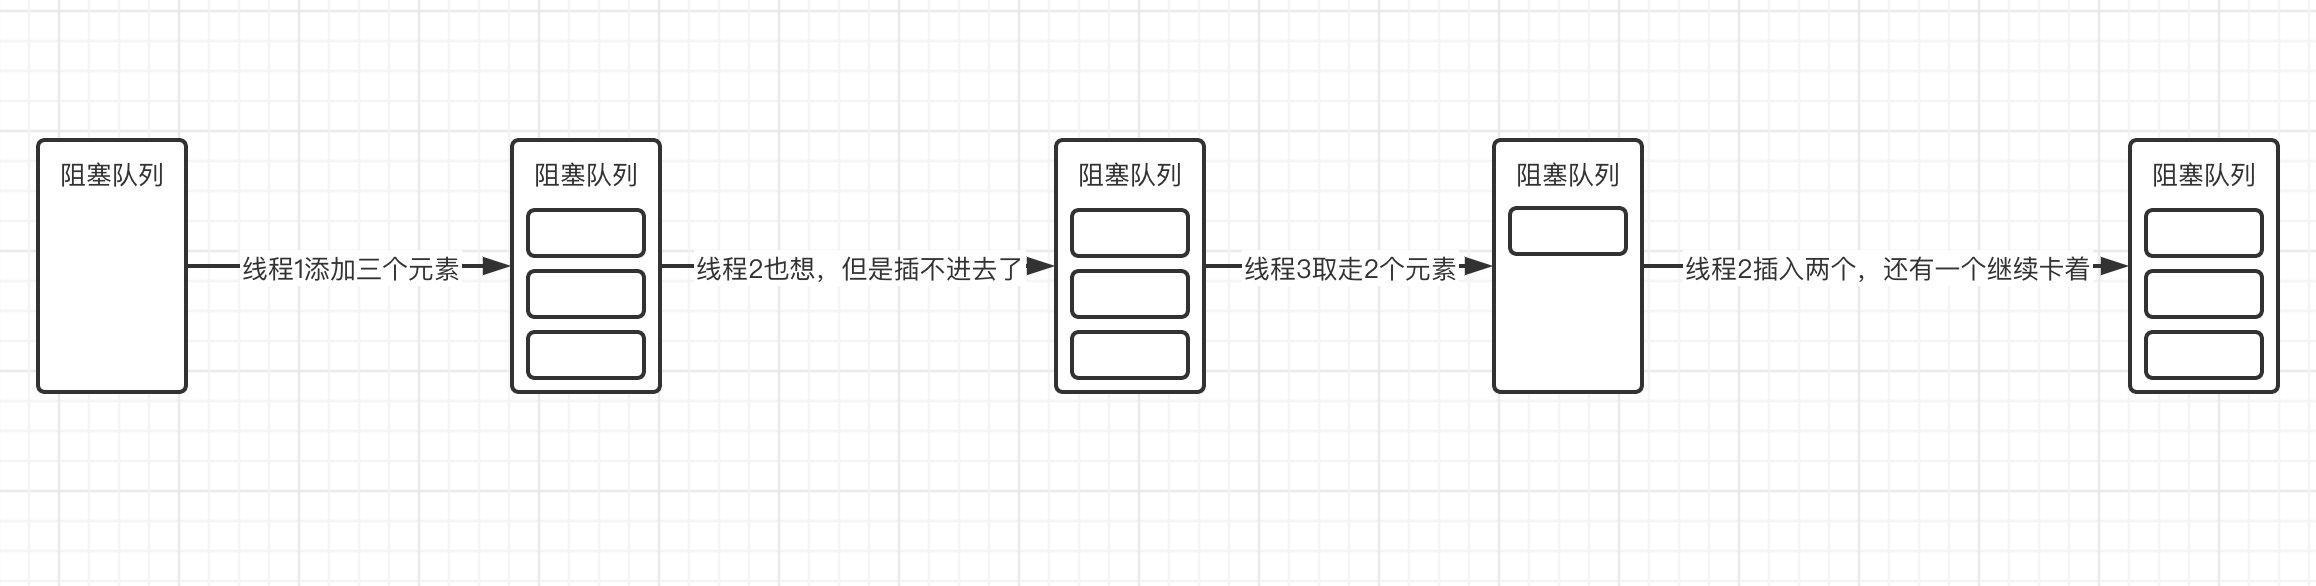 阻塞队列
线程1添加三个元素
阻塞队列
线程2也想，但是插不进去了
阻塞队列
线程3取走2个元素
阻塞队列
线程2插入两个，还有一个继续卡着
阻塞队列